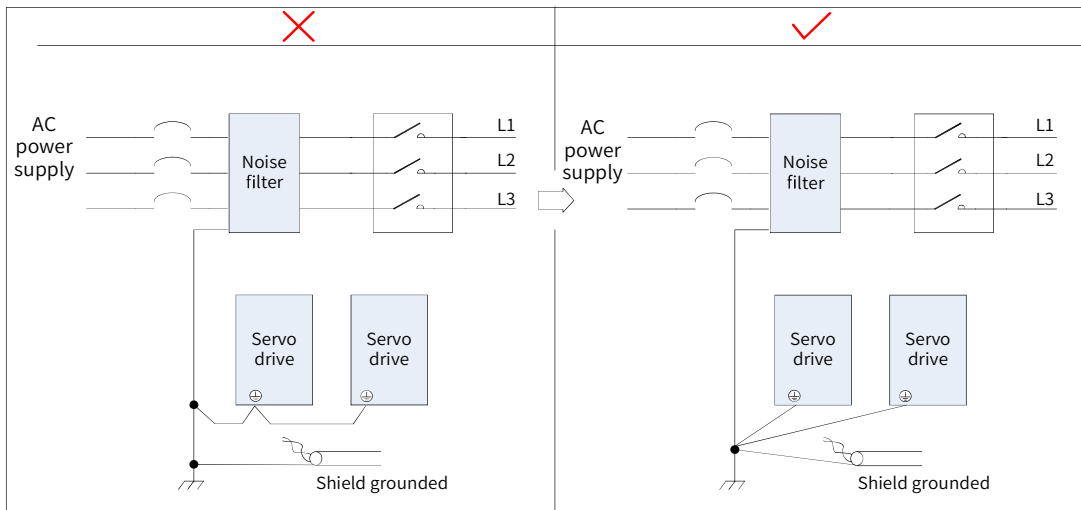 AC
power
supply
Noise
filter
L1
L2
L3
Servo
drive
Servo
drive
Shield grounded
AC
power
supply
Noise
filter
L1
L2
L3
Servo
drive
Servo
drive
Shield grounded